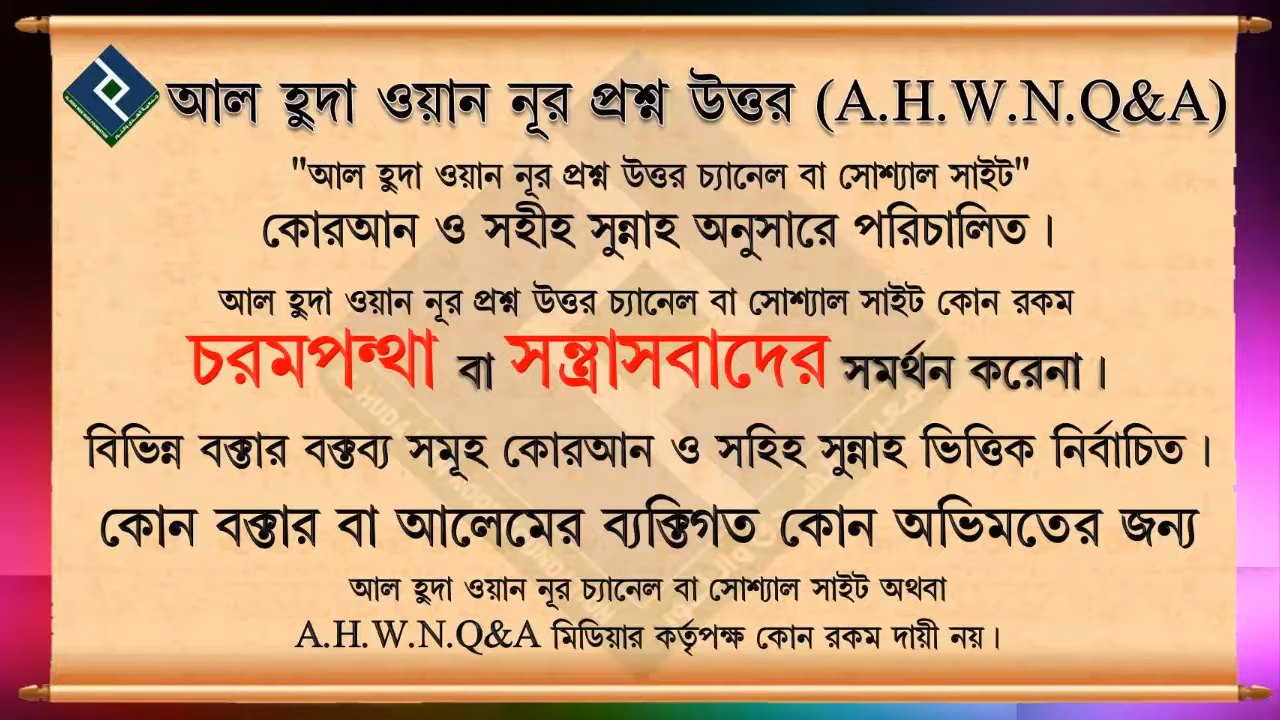 আল হুদা ওয়ান নূর প্রশ্ন উত্তর (A.H.W.N.Q&A)
"আল হুদা ওয়ান নূর প্রশ্ন উত্তর চ্যানেল বা সোশ্যাল সাইট"
কোরআন ও সহীহ সুন্নাহ অনুসারে পরিচালিত।
আল হুদা ওয়ান নূর প্রশ্ন উত্তর চ্যানেল বা সোশ্যাল সাইট কোন রকম
চরমপন্থা বা সন্ত্রাসবাদের সমর্থন করেনা।
বিভিন্ন বক্তার বক্তব্য সমূহ কোরআন ও সহিহ সুন্নাহ ভিত্তিক নির্বাচিত।
কোন বক্তার বা আলেমের ব্যক্তিগত কোন অভিমতের জন্য
আল হুদা ওয়ান নূর চ্যানেল বা সোশ্যাল সাইট অথবা
A.H.W.N.Q&A মিডিয়ার কর্তৃপক্ষ কোন রকম দায়ী নয়।